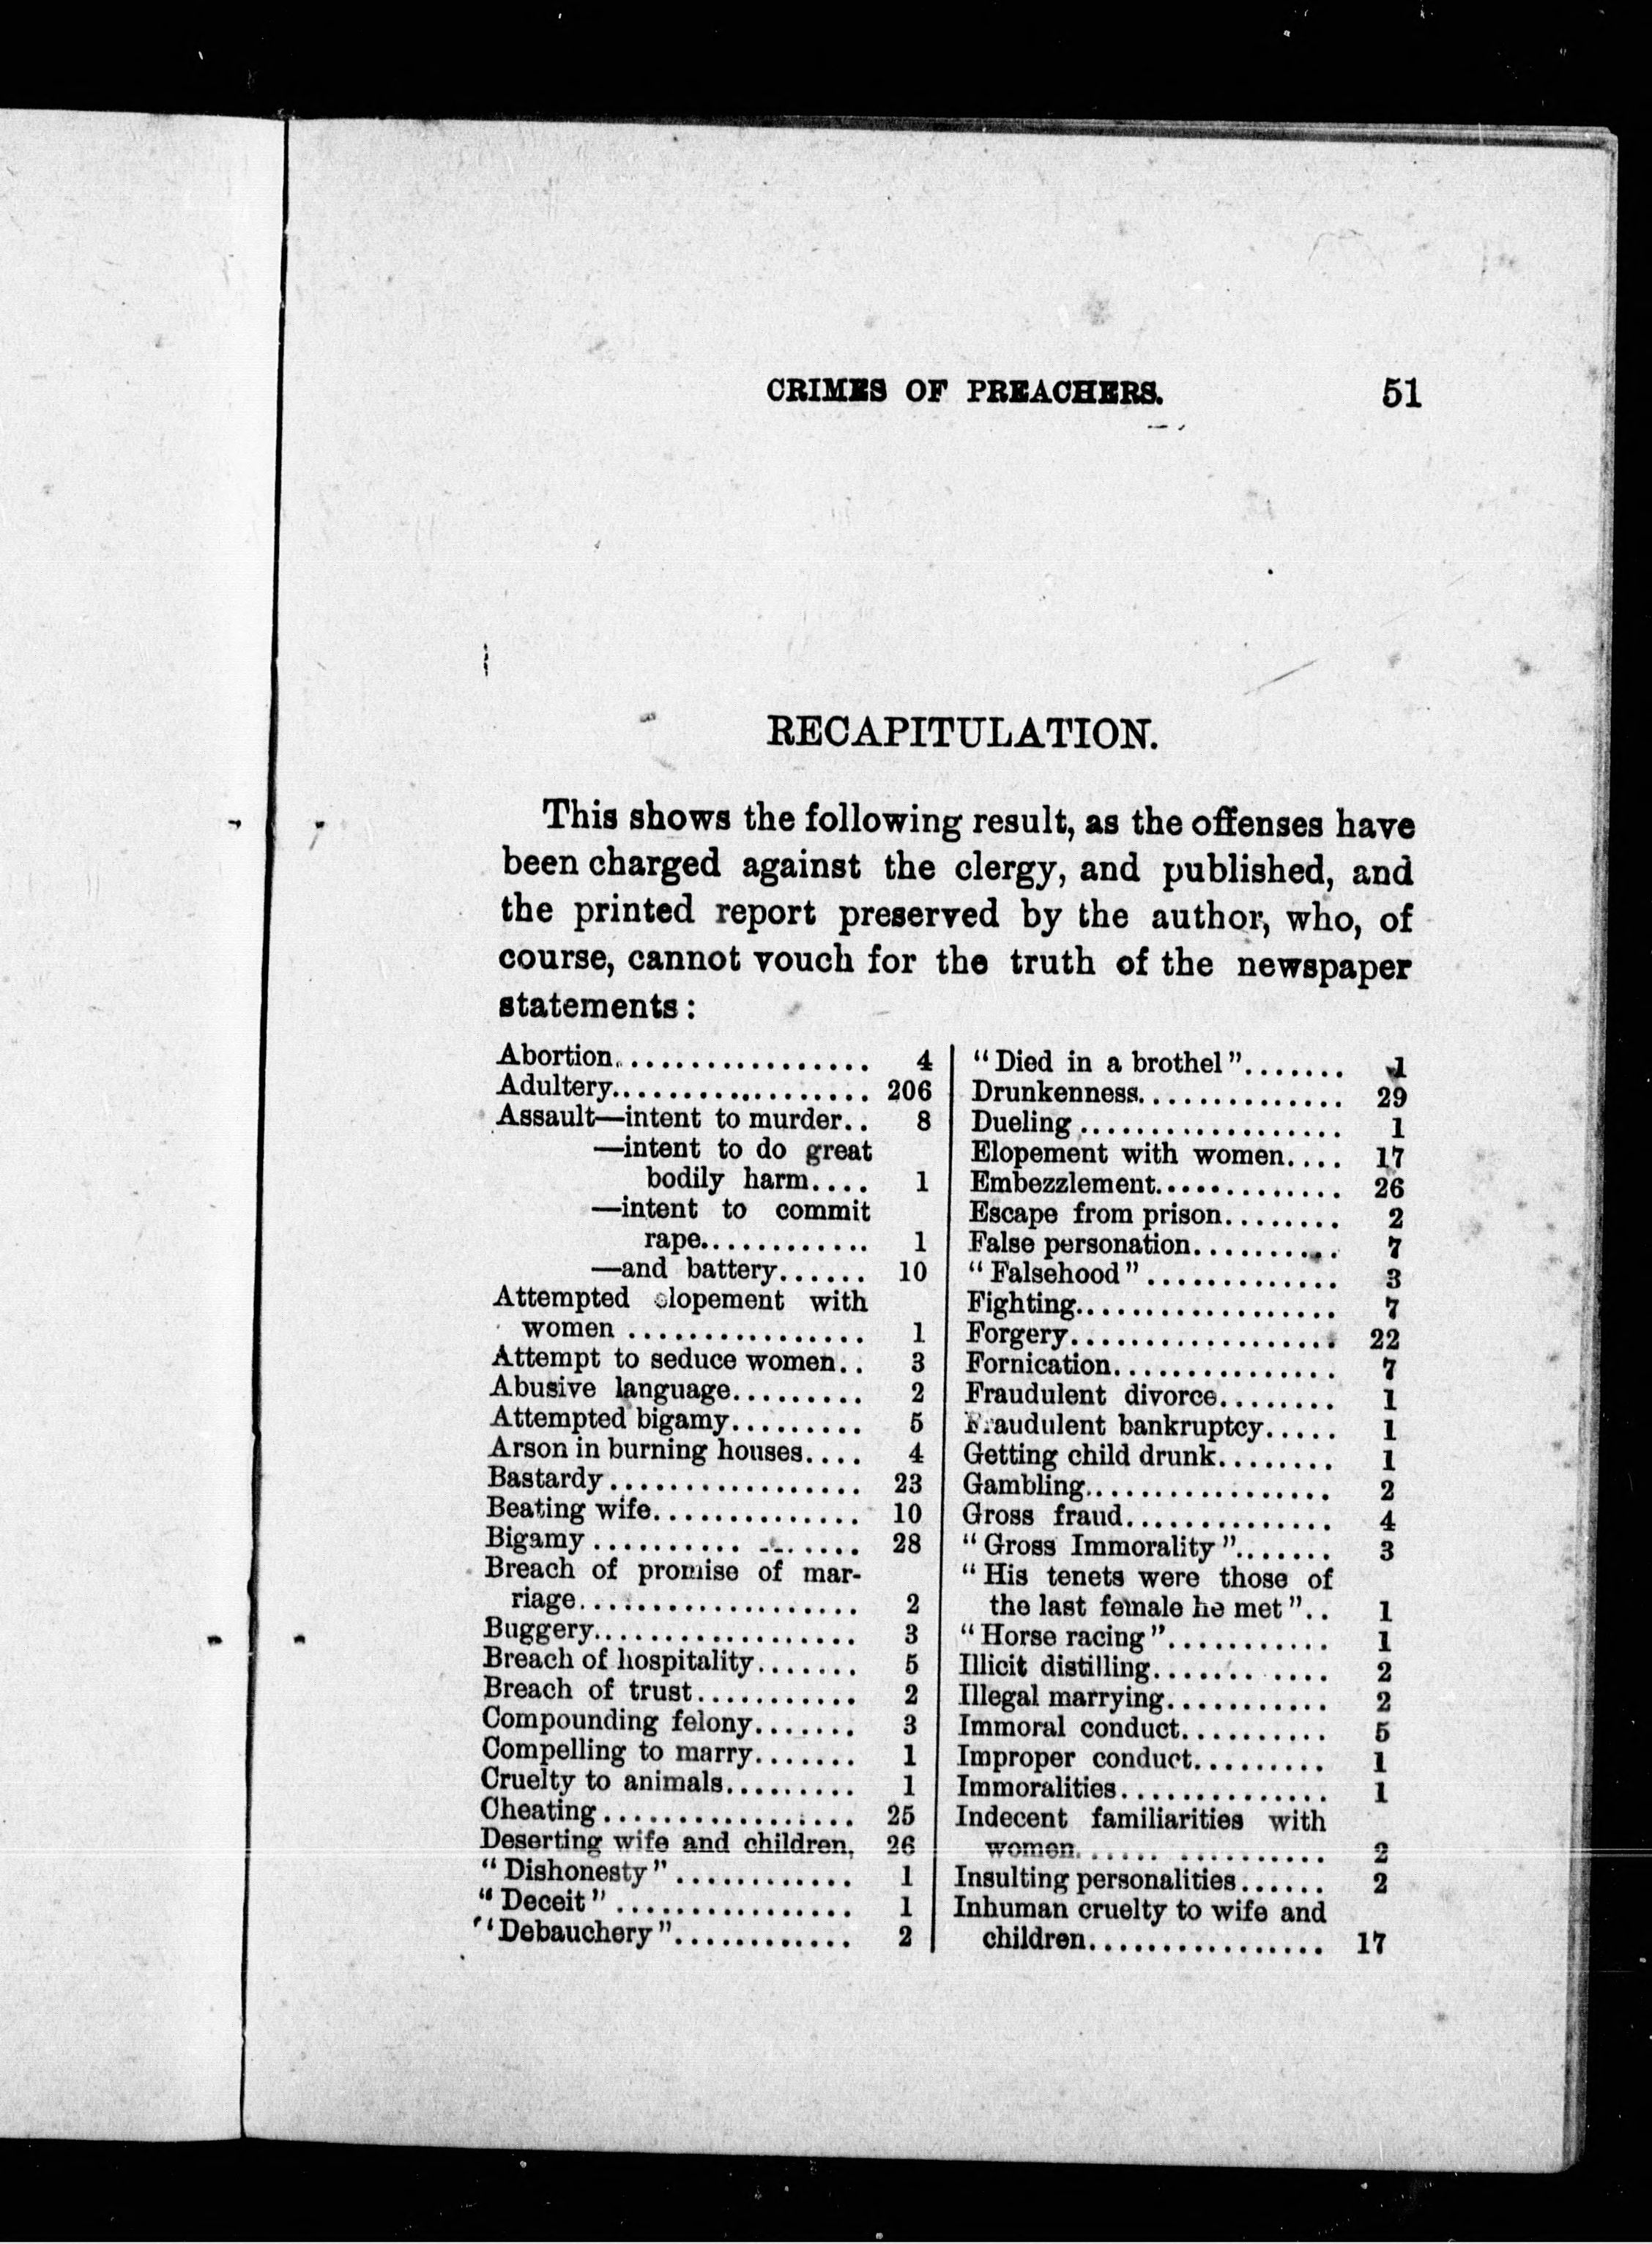 CRIMES OF PREACHERS. 51
RECAPITULATION.
This shows the following result, as the offenses have
been charged against the clergy, and published, and
the printed report preserved by the author, who, of
course, cannot vouch for the truth of the newspaper
statements:
Abortion................. 4
Adultery.................. 206
Assault—intent to murder.. 8
—intent to do great
bodily harm.... 1
—intent to commit
rape............ 1
—and battery...... 10
Attempted elopement with
women ................ 1
Attempt to seduce women.. 3
Abusive language......... 2
Attempted bigamy......... 5
Arson in burning houses.... 4
Bastardy.................. 23
Beating wife............... 10
Bigamy .................. 28
Breach of promise of mar-
riage.................... 2
Buggery................... 3
Breach of hospitality....... 5
Breach of trust............ 2
Compounding felony....... 3
Compelling to marry....... 1
Cruelty to animals.......... 1
Cheating.................. 25
Deserting wife and children, 26
"Dishonesty"............. 1
"Deceit"................. 1
"Debauchery"............. 2
"Died in a brothel"....... 1
Drunkenness.............. 29
Dueling................... 1
Elopement with women.... 17
Embezzlement............. 26
Escape from prison........ 2
False personation.......... 7
"Falsehood".............. 3
Fighting................... 7
Forgery................... 22
Fornication................ 7
Fraudulent divorce........ 1
Fraudulent bankruptcy..... 1
Getting child drunk........ 1
Gambling.................. 2
Gross fraud............... 4
"Gross Immorality"....... 3
"His tenets were those of
the last female he met".. 1
"Horse racing"............ 1
Illicit distilling............ 2
Illegal marrying............ 2
Immoral conduct........... 5
Improper conduct.......... 1
Immoralities............... 1
Indecent familiarities with
women................. 2
Insulting personalities...... 2
Inhuman cruelty to wife and
children................. 17